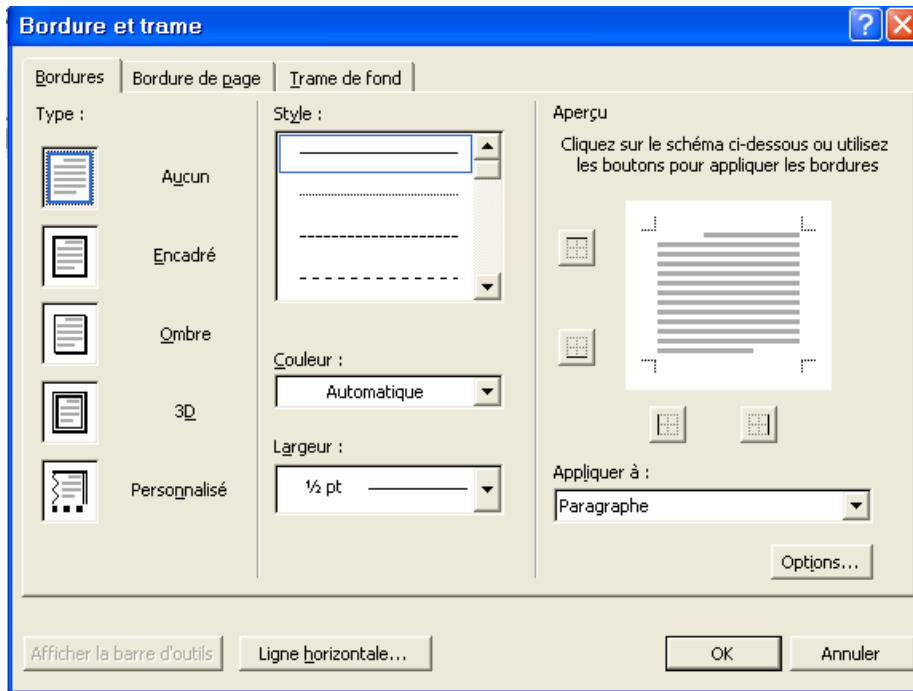 Bordure et trame
Bordures
Bordure de page
Trame de fond
Type :
Aucun
Encadré
Ombre
3D
Personnalisé
Style :
Couleur :
Automatique
Largeur :
½ pt
Aperçu
Cliquez sur le schéma ci-dessous ou utilisez
les boutons pour appliquer les bordures
Appliquer à :
Paragraphe
Options...
Afficher la barre d'outils
Ligne horizontale...
OK
Annuler